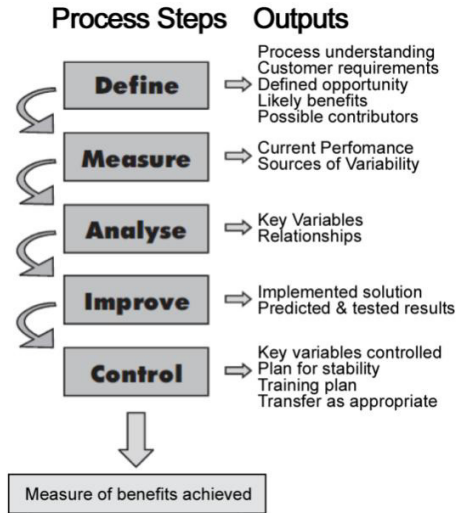 Process Steps Outputs
Define
Process understanding
Customer requirements
Defined opportunity
Likely benefits
Possible contributors
Measure
Current Perfomance
Sources of Variability
Analyse
Key Variables
Relationships
Improve
Implemented solution
Predicted & tested results
Control
Key variables controlled
Plan for stability
Training plan
Transfer as appropriate
Measure of benefits achieved